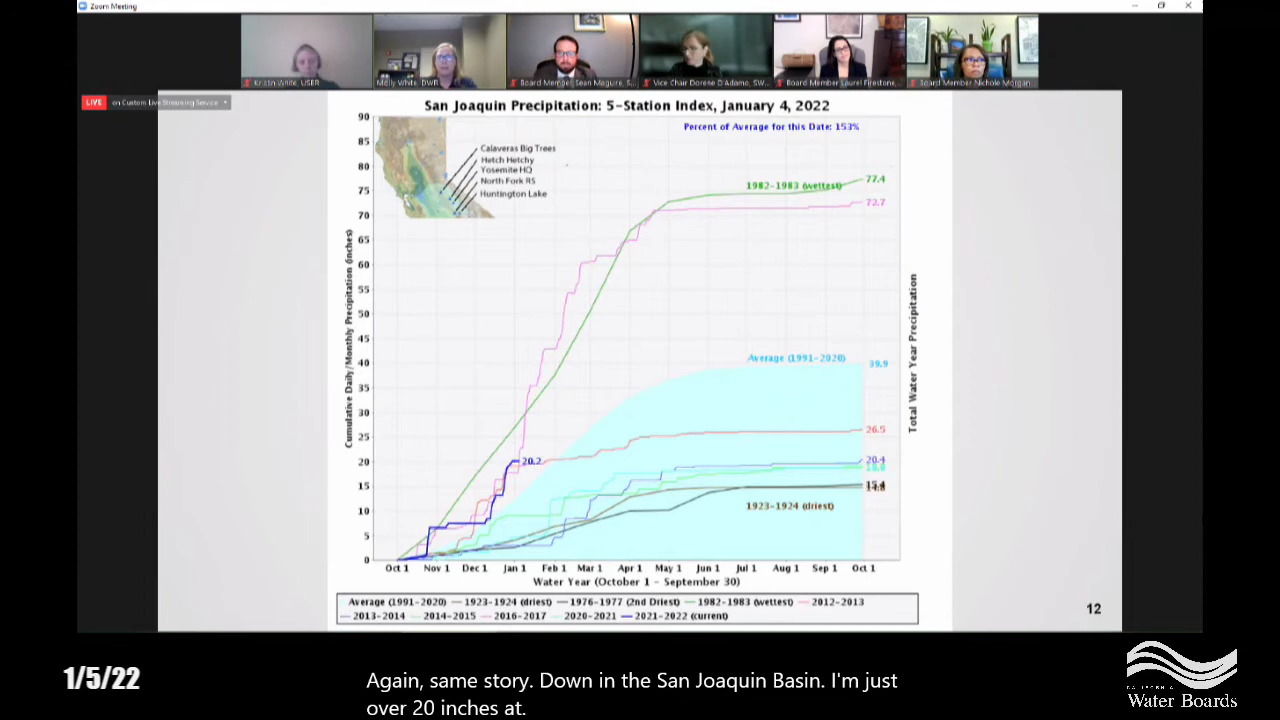 Zoom Meeting
Kristin White, USBR
Molly White, DWR
Board Member Sean Maguire, S...
Vice Chair Dorene D'Adamo, SW...
Board Member Laurel Firestone...
Board Member Nichole Morgan...
LIVE on Custom Live Streaming Service
San Joaquin Precipitation: 5-Station Index, January 4, 2022
Percent of Average for this Date: 153%
Calaveras Big Trees
Hetch Hetchy
Yosemite HQ
North Fork RS
Huntington Lake
Cumulative Daily/Monthly Precipitation (inches)
90
85
80
75
70
65
60
55
50
45
40
35
30
25
20
15
10
5
0
1982-1983 (wettest)
77.4
72.7
Average (1991-2020)
39.9
26.5
20.2
20.4
15.4
1923-1924 (driest)
Total Water Year Precipitation
Oct 1 Nov 1 Dec 1 Jan 1 Feb 1 Mar 1 Apr 1 May 1 Jun 1 Jul 1 Aug 1 Sep 1 Oct 1
Water Year (October 1 - September 30)
Average (1991-2020) 1923-1924 (driest) 1976-1977 (2nd Driest) 1982-1983 (wettest) 2012-2013
2013-2014 2014-2015 2016-2017 2020-2021 2021-2022 (current)
12
1/5/22
Again, same story. Down in the San Joaquin Basin. I'm just
over 20 inches at.
CALIFORNIA
Water Boards